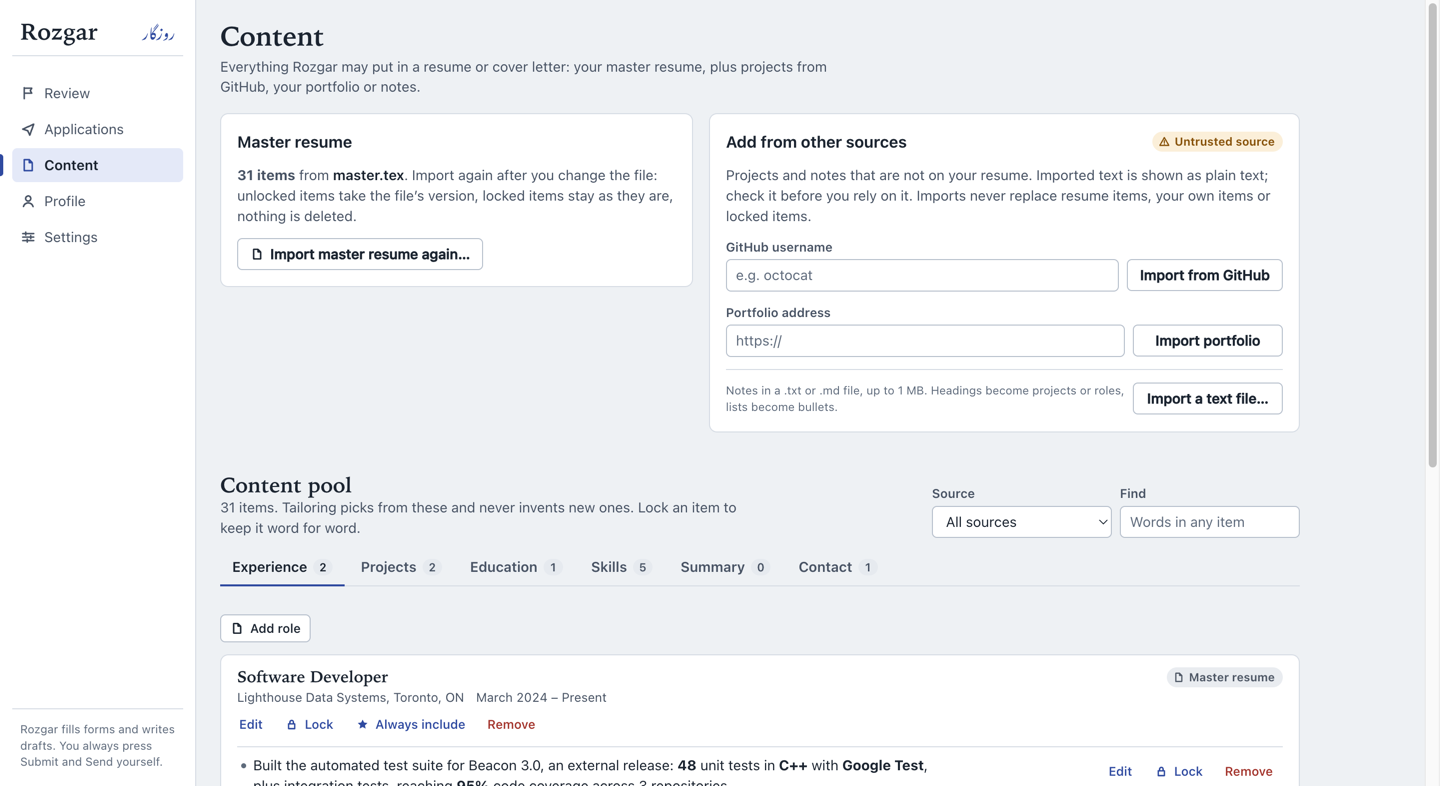 Rozgar
روزگار
Review
Applications
Content
Profile
Settings
Rozgar fills forms and writes
drafts. You always press
Submit and Send yourself.
Content
Everything Rozgar may put in a resume or cover letter: your master resume, plus projects from
GitHub, your portfolio or notes.
Master resume
31 items from master.tex. Import again after you change the file:
unlocked items take the file's version, locked items stay as they are,
nothing is deleted.
Import master resume again...
Add from other sources
Untrusted source
Projects and notes that are not on your resume. Imported text is shown as plain text;
check it before you rely on it. Imports never replace resume items, your own items or
locked items.
GitHub username
e.g. octocat
Import from GitHub
Portfolio address
https://
Import portfolio
Notes in a .txt or .md file, up to 1 MB. Headings become projects or roles,
lists become bullets.
Import a text file...
Content pool
31 items. Tailoring picks from these and never invents new ones. Lock an item to
keep it word for word.
Source
All sources
Find
Words in any item
Experience 2
Projects 2
Education 1
Skills 5
Summary 0
Contact 1
Add role
Software Developer
Master resume
Lighthouse Data Systems, Toronto, ON March 2024 – Present
Edit
Lock
Always include
Remove
• Built the automated test suite for Beacon 3.0, an external release: 48 unit tests in C++ with Google Test,
plus integration tests, reaching 95% code coverage across 3 repositories.
Edit
Lock
Remove